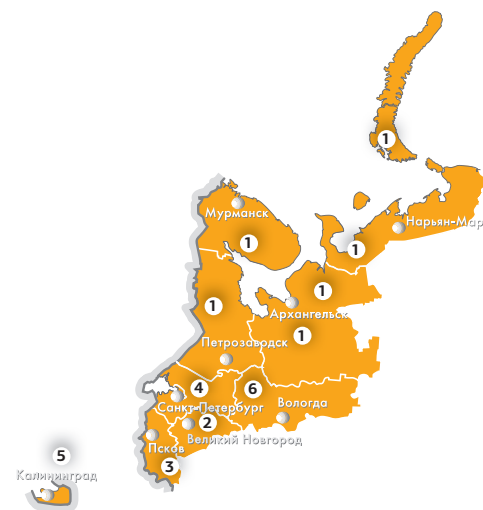 1
Мурманск
Нарьян-Мар
1
1
1
1
Архангельск
1
Петрозаводск
4
6
Санкт-Петербург
Вологда
2
Великий Новгород
Псков
3
5
Калининград